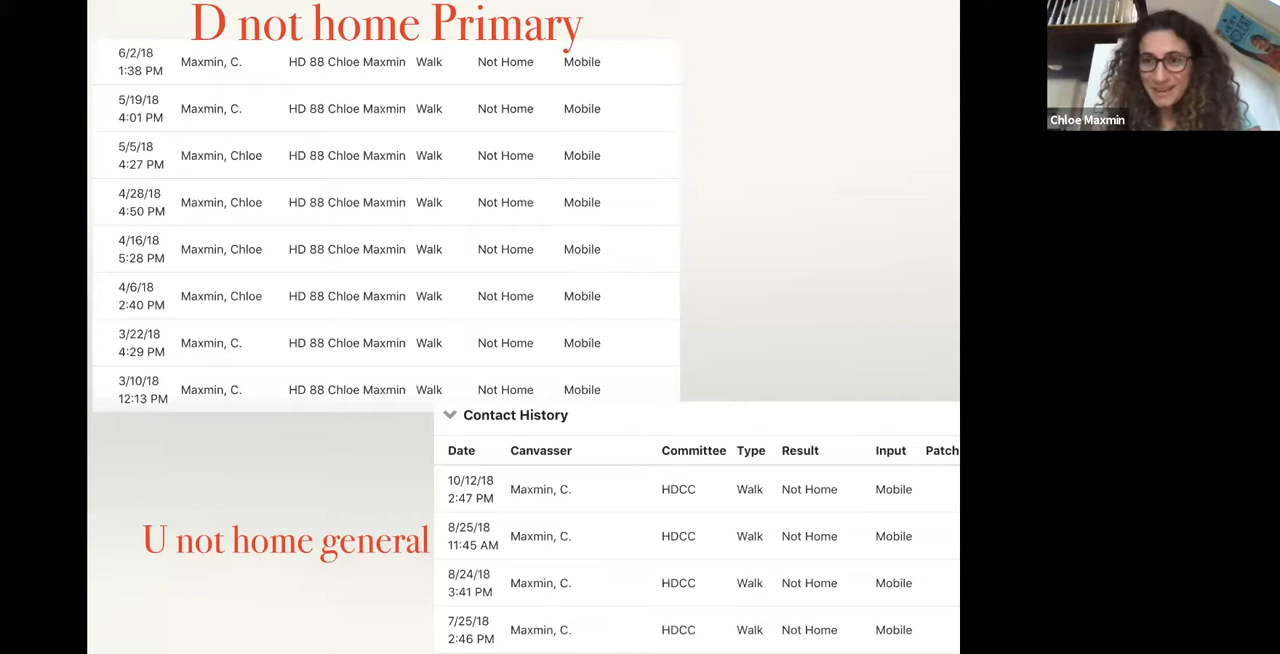 D not home Primary
6/2/18
1:38 PM Maxmin, C. HD 88 Chloe Maxmin Walk Not Home Mobile
5/19/18
4:01 PM Maxmin, C. HD 88 Chloe Maxmin Walk Not Home Mobile
5/5/18
4:27 PM Maxmin, Chloe HD 88 Chloe Maxmin Walk Not Home Mobile
4/28/18
4:50 PM Maxmin, Chloe HD 88 Chloe Maxmin Walk Not Home Mobile
4/16/18
5:28 PM Maxmin, Chloe HD 88 Chloe Maxmin Walk Not Home Mobile
4/6/18
2:40 PM Maxmin, Chloe HD 88 Chloe Maxmin Walk Not Home Mobile
3/22/18
4:29 PM Maxmin, C. HD 88 Chloe Maxmin Walk Not Home Mobile
3/10/18
12:13 PM Maxmin, C. HD 88 Chloe Maxmin Walk Not Home Mobile
Chloe Maxmin
U not home general
Contact History
Date Canvasser Committee Type Result Input Patch
10/12/18
2:47 PM Maxmin, C. HDCC Walk Not Home Mobile
8/25/18
11:45 AM Maxmin, C. HDCC Walk Not Home Mobile
8/24/18
3:41 PM Maxmin, C. HDCC Walk Not Home Mobile
7/25/18
2:46 PM Maxmin, C. HDCC Walk Not Home Mobile